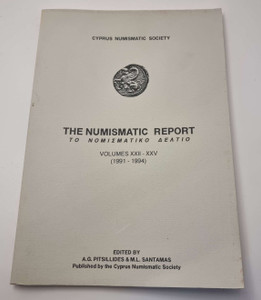 CYPRUS NUMISMATIC SOCIETY
THE NUMISMATIC REPORT
ΤΟ ΝΟΜΙΣΜΑΤΙΚΟ ΔΕΛΤΙΟ
VOLUMES XXII - XXV
(1991 - 1994)
EDITED BY
A.G. PITSILLIDES & M.L. SANTAMAS
Published by the Cyprus Numismatic Society